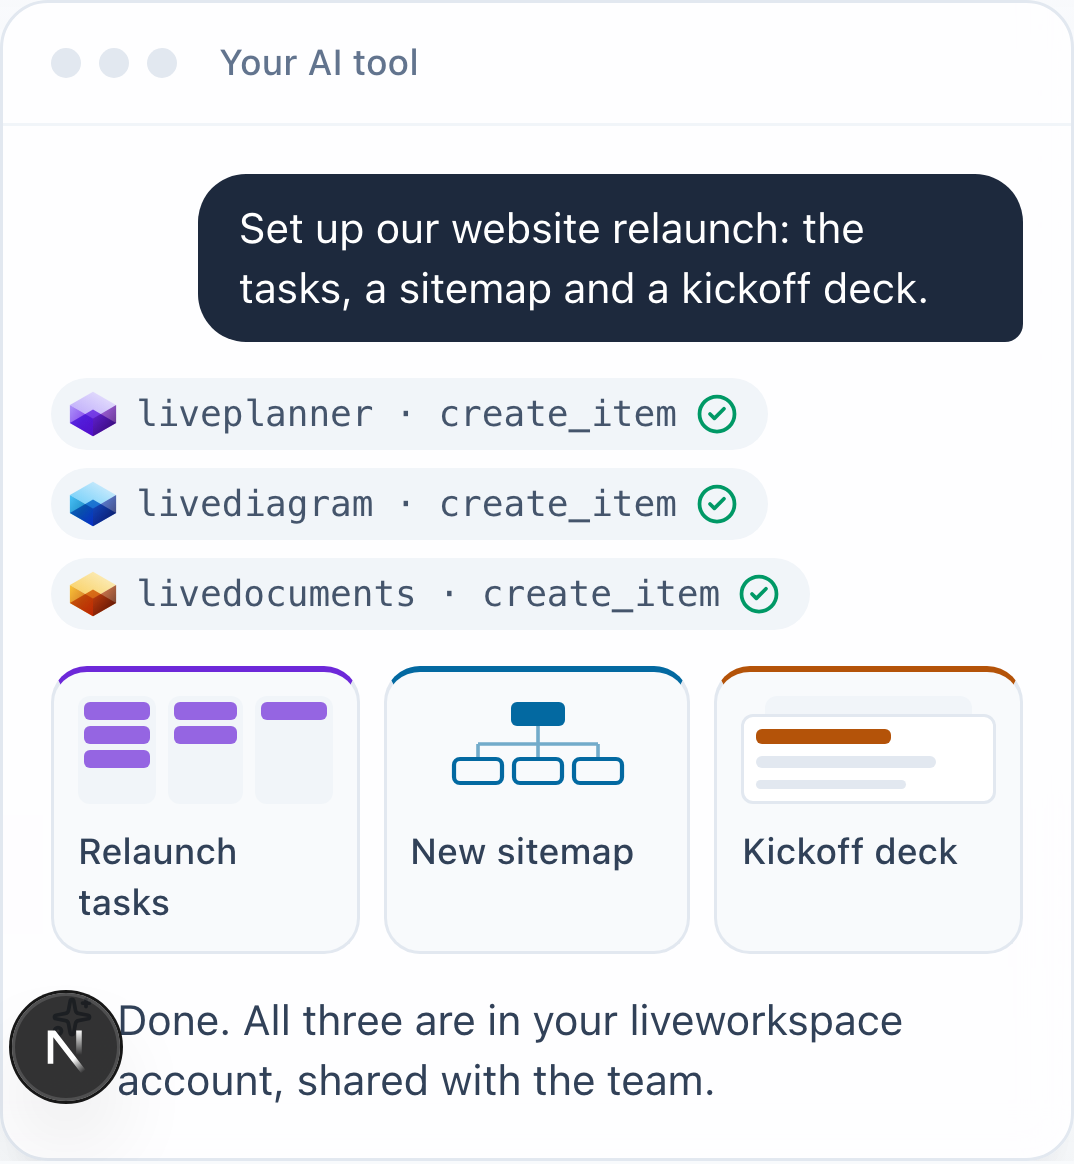 Your AI tool
Set up our website relaunch: the
tasks, a sitemap and a kickoff deck.
liveplanner · create_item
livediagram · create_item
livedocuments · create_item
Relaunch
tasks
New sitemap
Kickoff deck
N
Done. All three are in your liveworkspace
account, shared with the team.